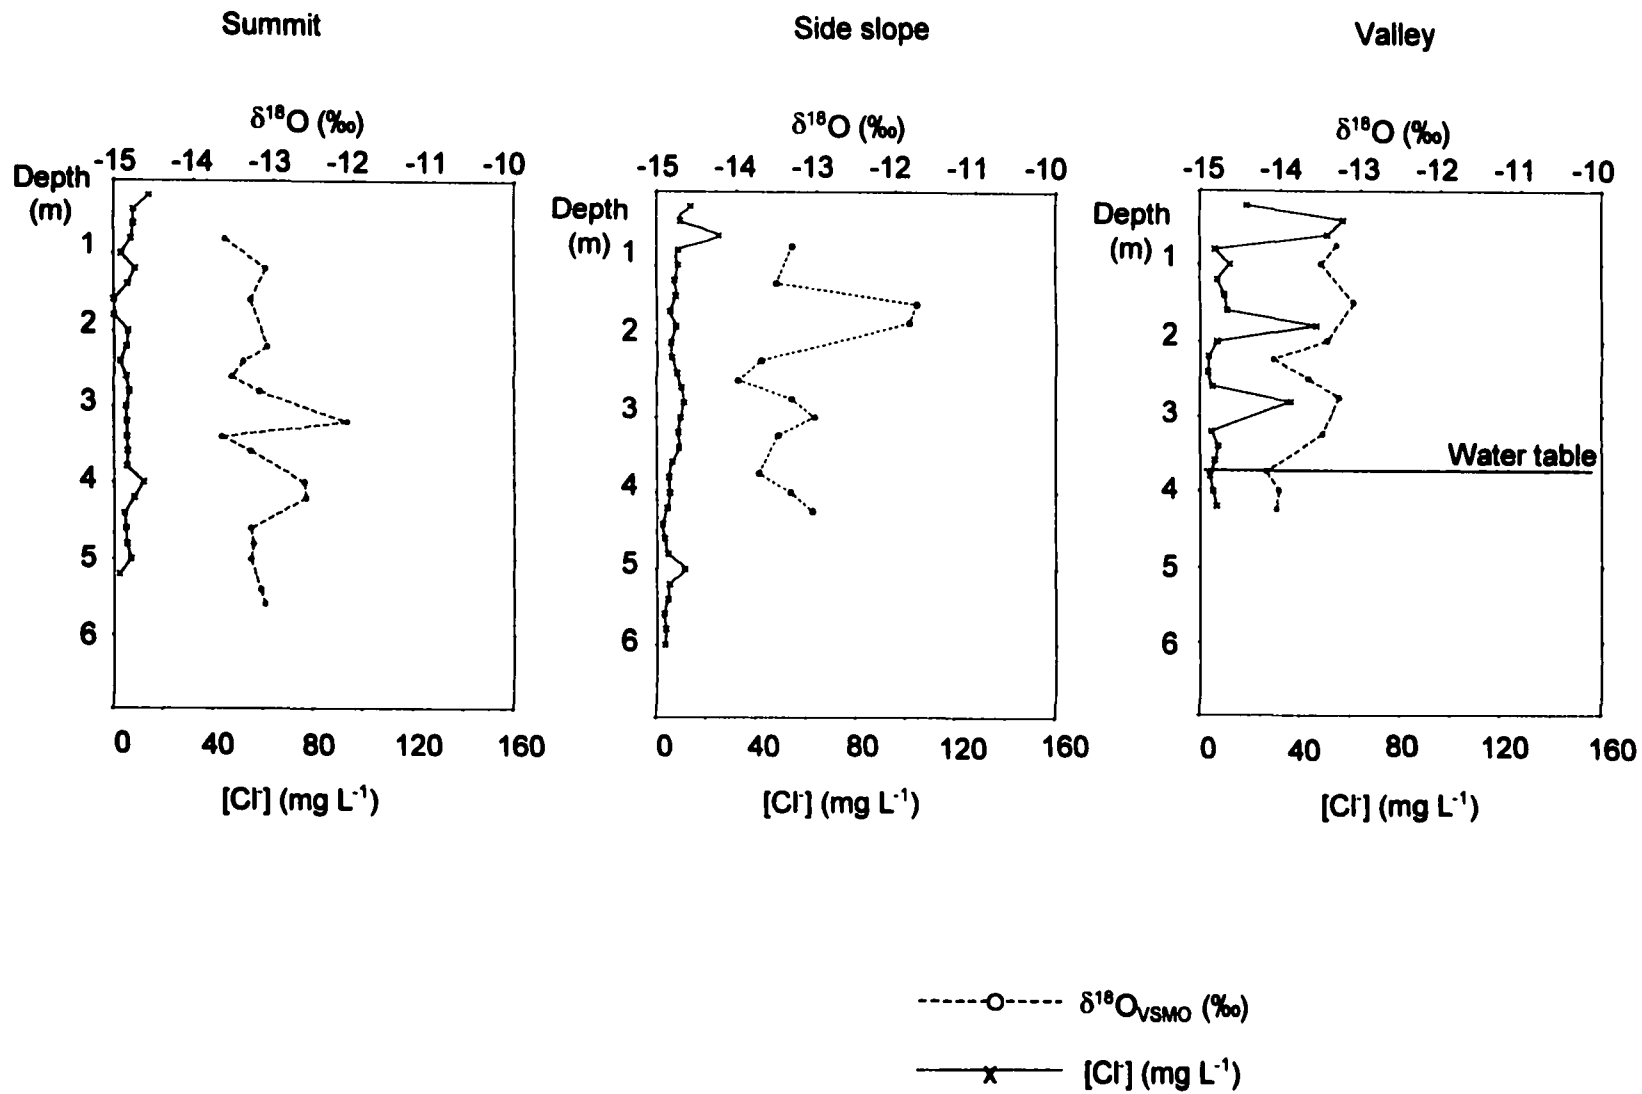 Summit
Side slope
Valley
δ¹⁸O (‰)
δ¹⁸O (‰)
δ¹⁸O (‰)
-15 -14 -13 -12 -11 -10
-15 -14 -13 -12 -11 -10
-15 -14 -13 -12 -11 -10
Depth
(m)
1
2
3
4
5
6
Depth
(m)
1
2
3
4
5
6
Depth
(m)
1
2
3
4
5
6
Water table
0 40 80 120 160
0 40 80 120 160
0 40 80 120 160
[Cl⁻] (mg L⁻¹)
[Cl⁻] (mg L⁻¹)
[Cl⁻] (mg L⁻¹)
δ¹⁸O_VSMO (‰)
[Cl⁻] (mg L⁻¹)